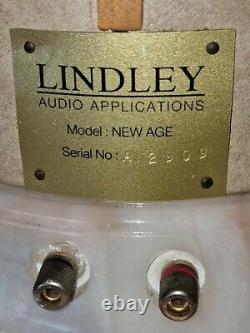 LINDLEY
AUDIO APPLICATIONS
Model : NEW AGE
Serial No : A 2909